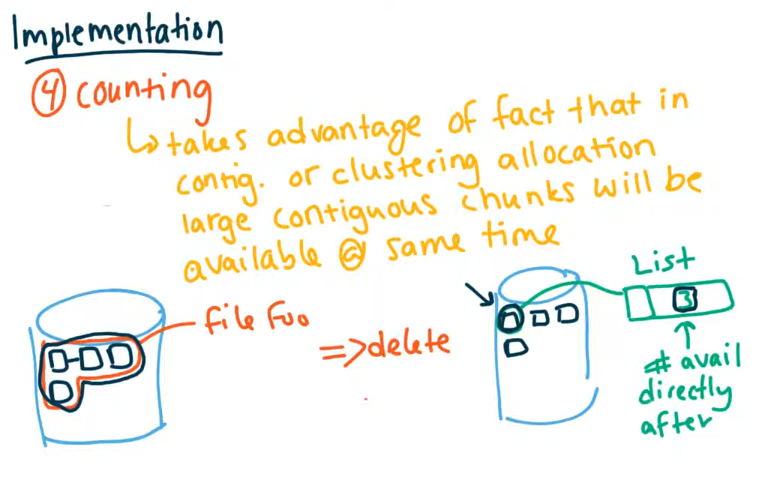 Implementation
④ counting
↳ takes advantage of fact that in
contig. or clustering allocation
large contiguous chunks will be
available @ same time
List
file Foo
3
=> delete
# avail
directly
after